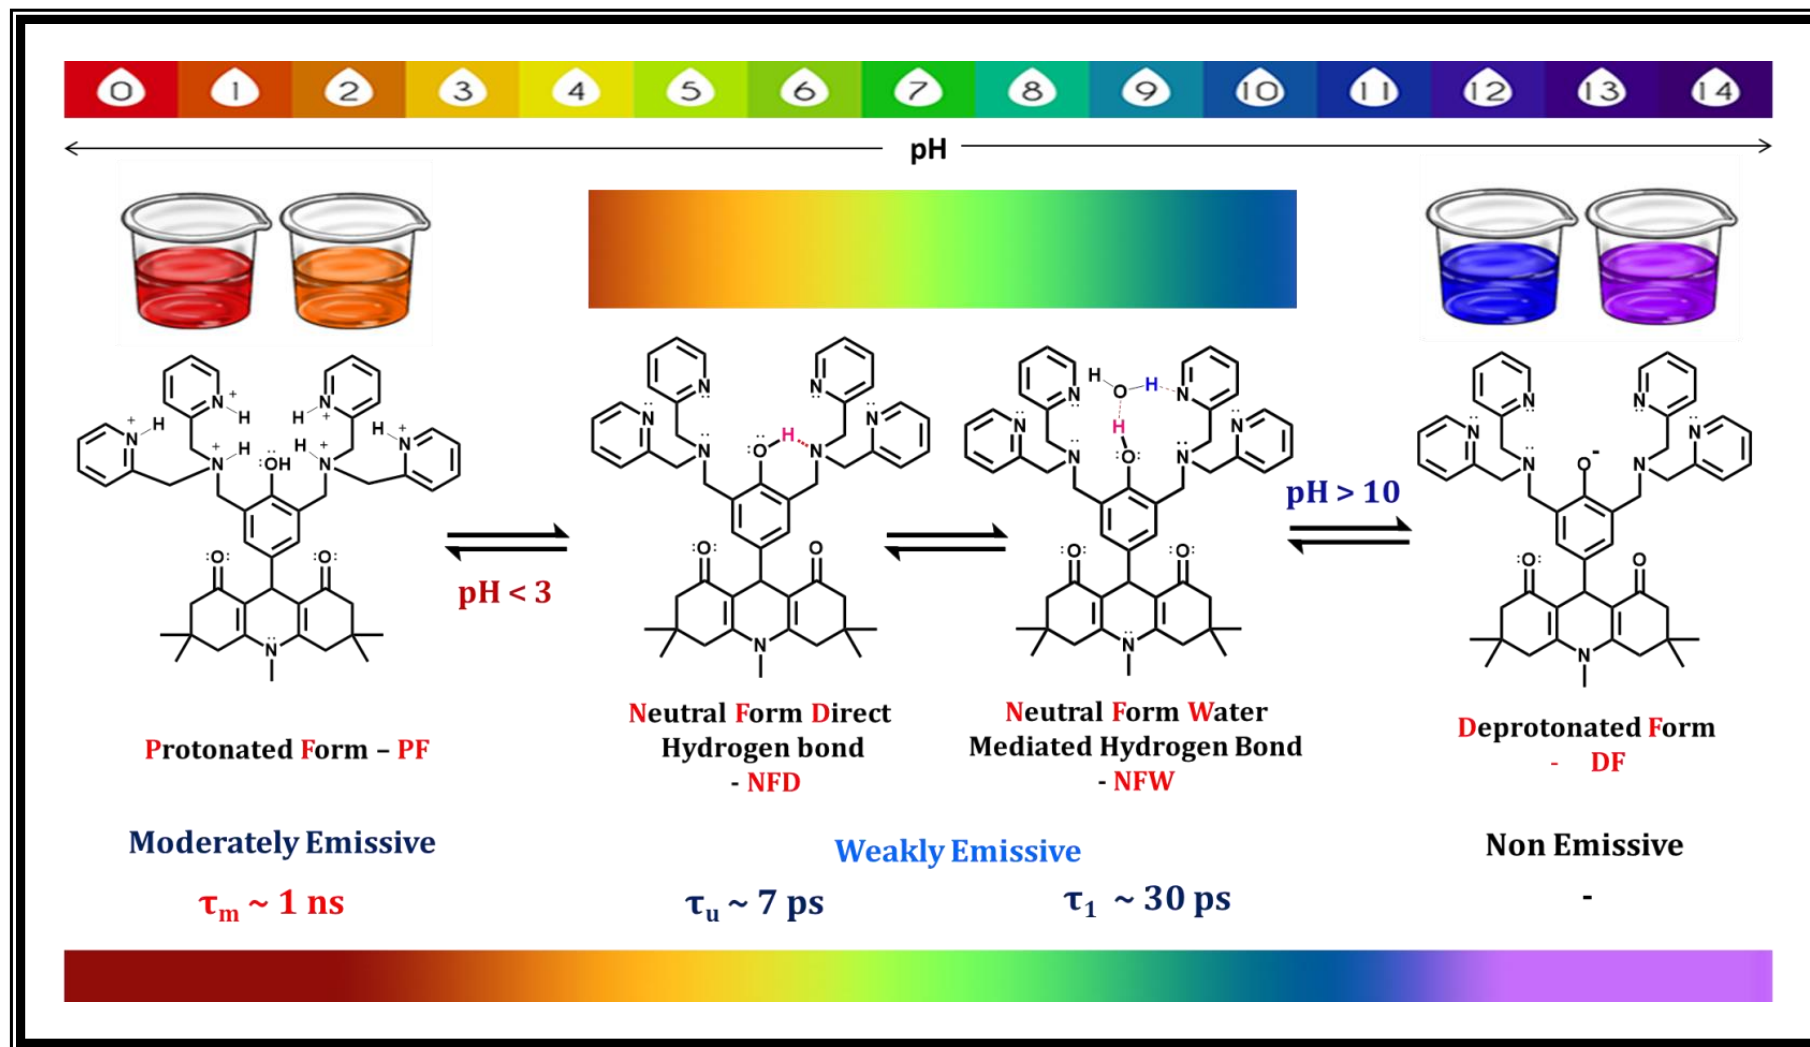 0 1 2 3 4 5 6 7 8 9 10 11 12 13 14
pH
N + H
N + H
N + H
N + H
N + H
H N +
:OH
:O:
:O:
N
N
N
N
N
N
N
O
H
O
O
N
H O H
H
:O:
N
N
N
N
N
N
:O:
:O:
N
N
N
N
N
N
N
O -
:O:
O
N
pH < 3
pH > 10
Protonated Form – PF
Neutral Form Direct
Hydrogen bond
- NFD
Neutral Form Water
Mediated Hydrogen Bond
- NFW
Deprotonated Form
- DF
Moderately Emissive
Weakly Emissive
Non Emissive
τm ~ 1 ns
τu ~ 7 ps
τ1 ~ 30 ps
-